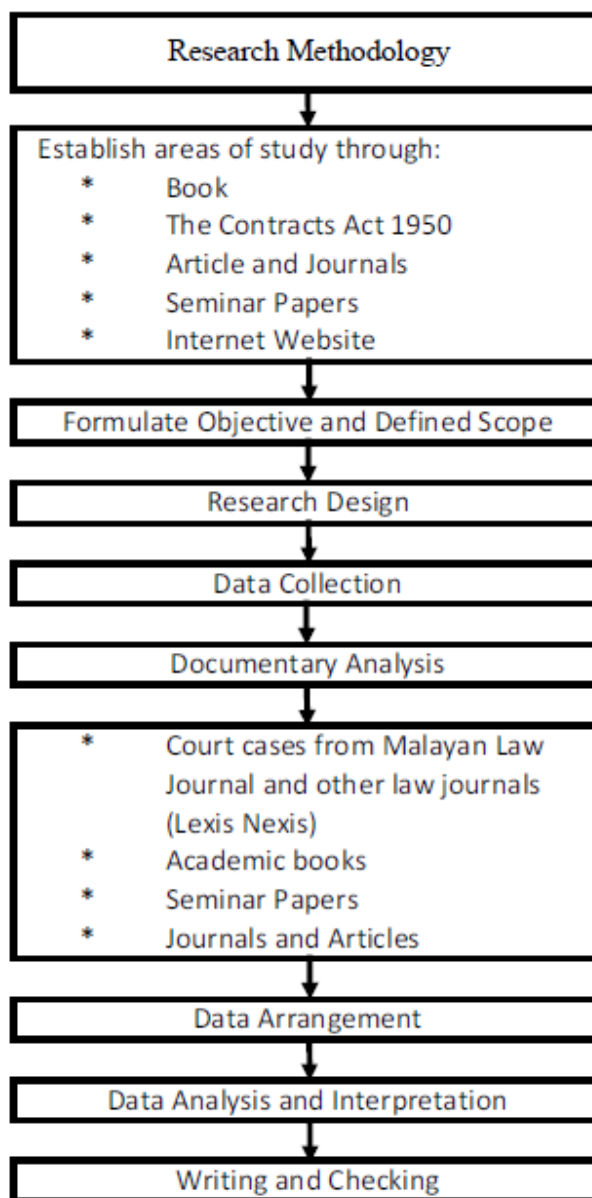 Research Methodology
Establish areas of study through:
* Book
* The Contracts Act 1950
* Article and Journals
* Seminar Papers
* Internet Website
Formulate Objective and Defined Scope
Research Design
Data Collection
Documentary Analysis
* Court cases from Malayan Law
Journal and other law journals
(Lexis Nexis)
* Academic books
* Seminar Papers
* Journals and Articles
Data Arrangement
Data Analysis and Interpretation
Writing and Checking